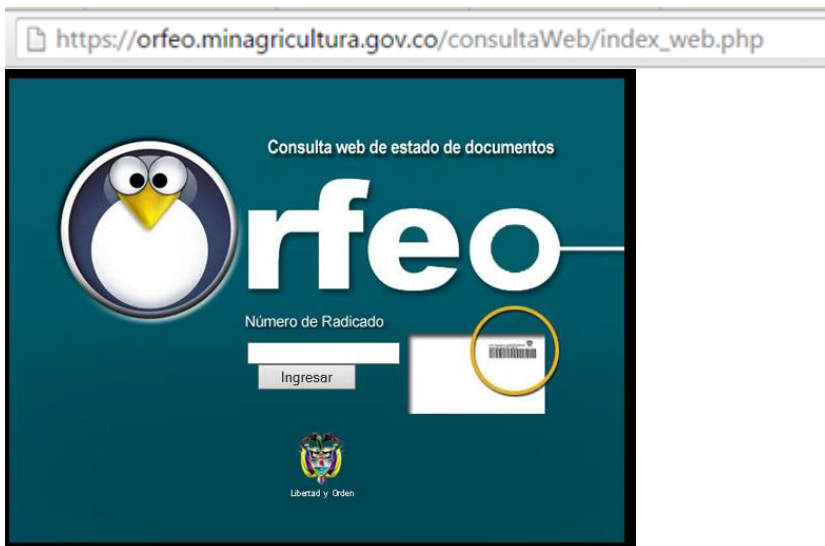 https://orfeo.minagricultura.gov.co/consultaWeb/index_web.php
Consulta web de estado de documentos
rfeo
Número de Radicado
Ingresar
Libertad y Orden